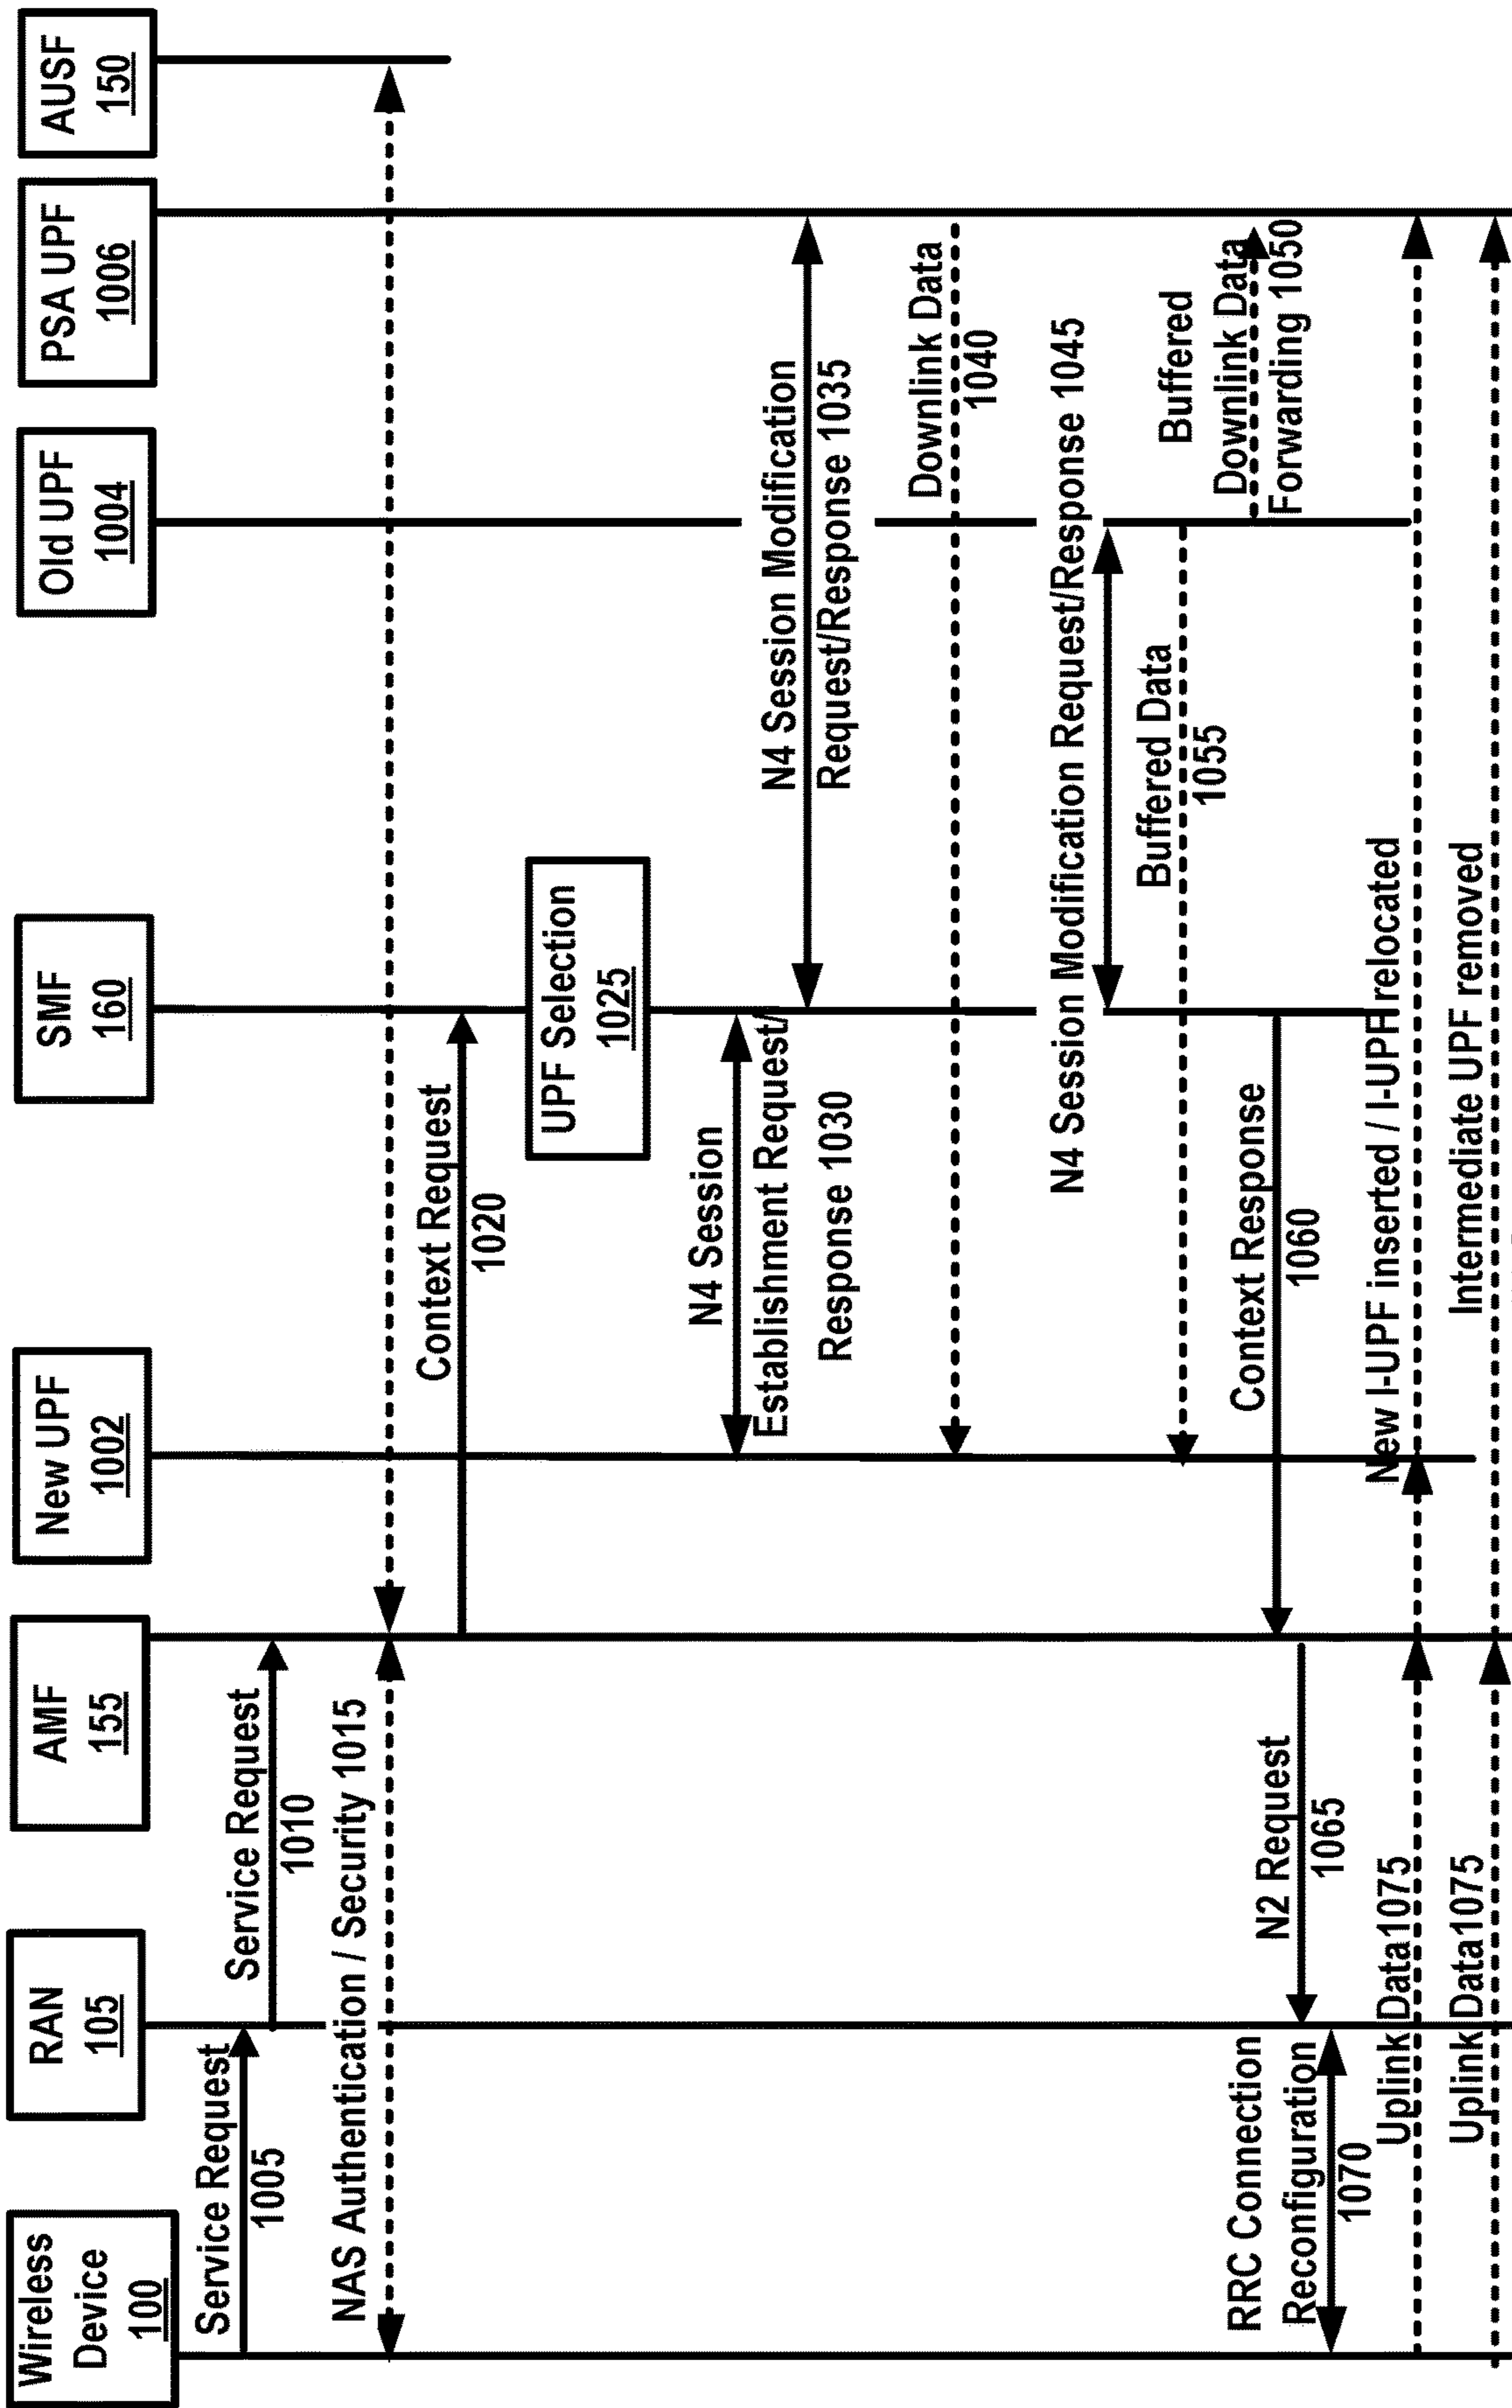 Wireless
Device
100
RAN
105
AMF
155
New UPF
1002
SMF
160
Old UPF
1004
PSA UPF
1006
AUSF
150
Service Request
1005
Service Request
1010
NAS Authentication / Security 1015
Context Request
1020
UPF Selection
1025
N4 Session
Establishment Request/
Response 1030
N4 Session Modification
Request/Response 1035
Downlink Data
1040
N4 Session Modification Request/Response 1045
Buffered Data
1055
Buffered
Downlink Data
Forwarding 1050
Context Response
1060
N2 Request
1065
RRC Connection
Reconfiguration
1070
Uplink Data1075
New I-UPF inserted / I-UPF relocated
Uplink Data1075
Intermediate UPF removed